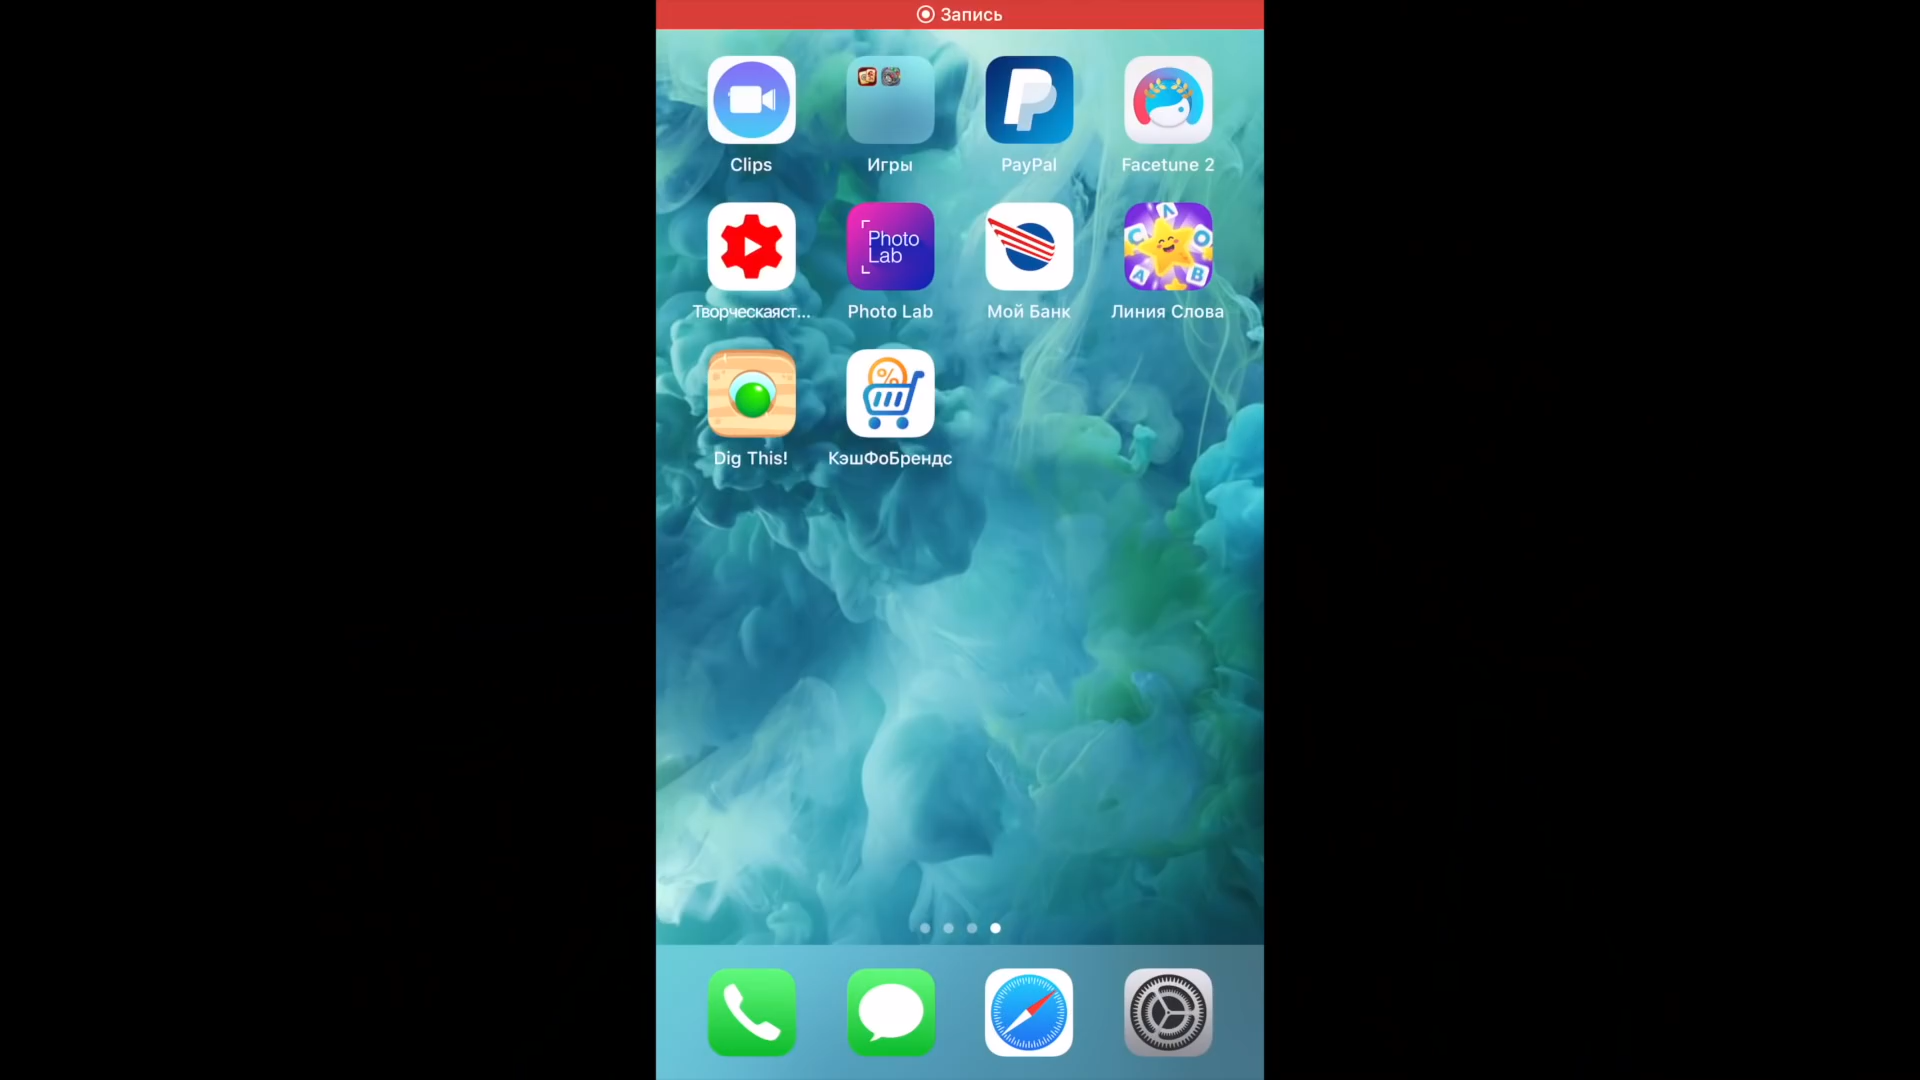 Запись
Clips
Игры
PayPal
Facetune 2
Photo
Lab
С
Л
О
А
В
Творческаяст...
Photo Lab
Мой Банк
Линия Слова
%
Dig This!
КэшФоБрендс